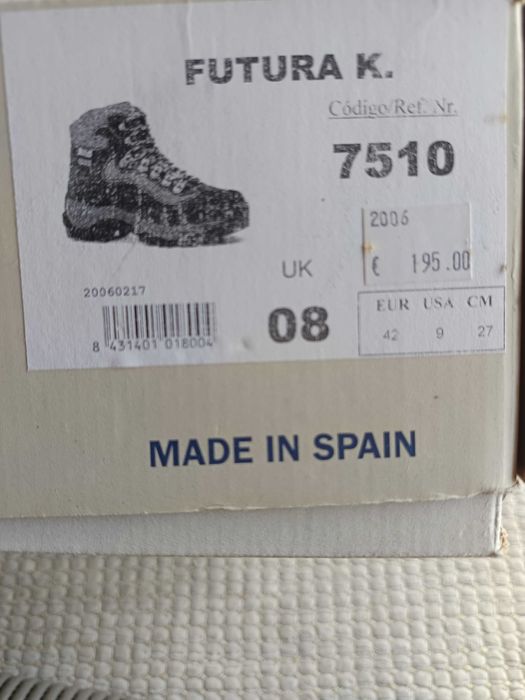 FUTURA K.
Código/Ref. Nr.
7510
2006
€ 195.00
UK
08
EUR USA CM
42 9 27
20060217
8 431401 018004
MADE IN SPAIN